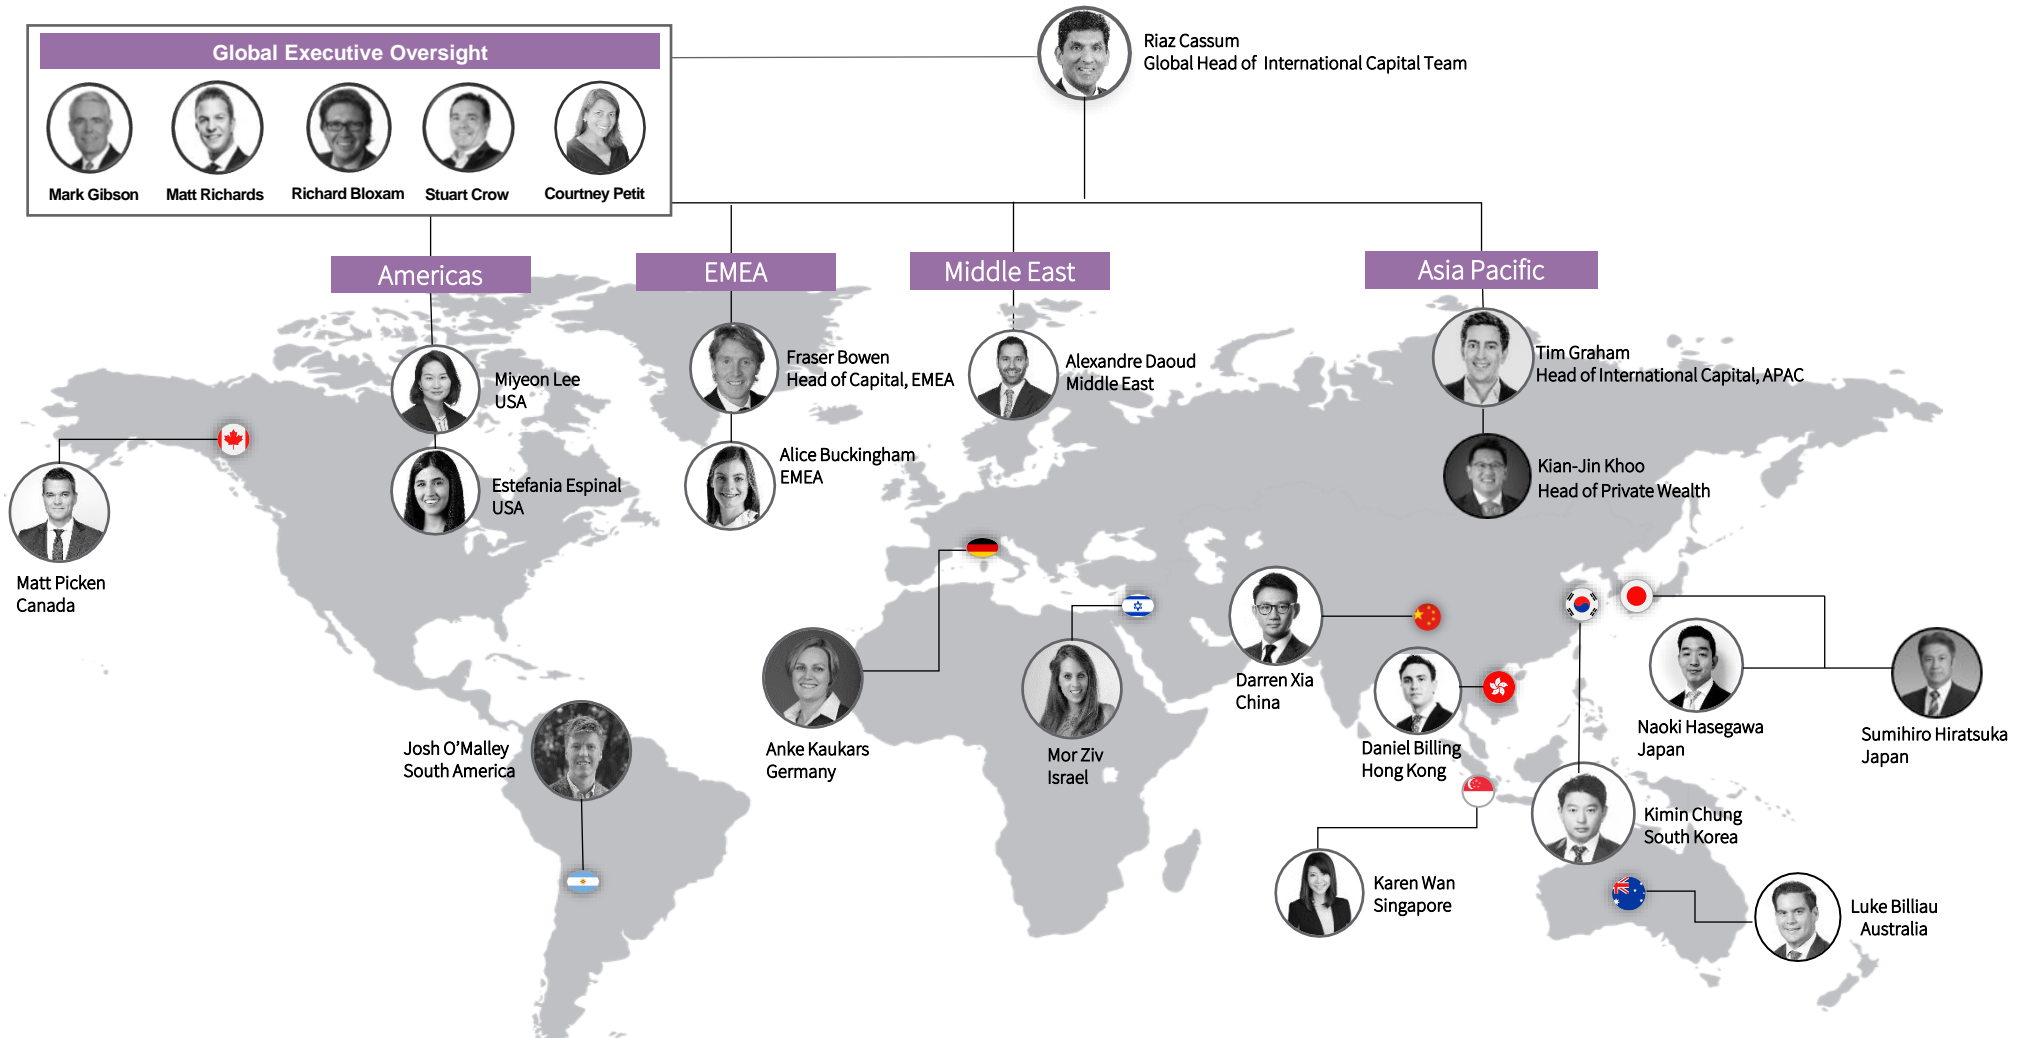 Global Executive Oversight
Mark Gibson
Matt Richards
Richard Bloxam
Stuart Crow
Courtney Petit
Riaz Cassum
Global Head of International Capital Team
Americas
EMEA
Middle East
Asia Pacific
Miyeon Lee
USA
Estefania Espinal
USA
Fraser Bowen
Head of Capital, EMEA
Alice Buckingham
EMEA
Alexandre Daoud
Middle East
Tim Graham
Head of International Capital, APAC
Kian-Jin Khoo
Head of Private Wealth
Matt Picken
Canada
Josh O’Malley
South America
Anke Kaukars
Germany
Mor Ziv
Israel
Darren Xia
China
Daniel Billing
Hong Kong
Naoki Hasegawa
Japan
Sumihiro Hiratsuka
Japan
Kimin Chung
South Korea
Karen Wan
Singapore
Luke Billiau
Australia